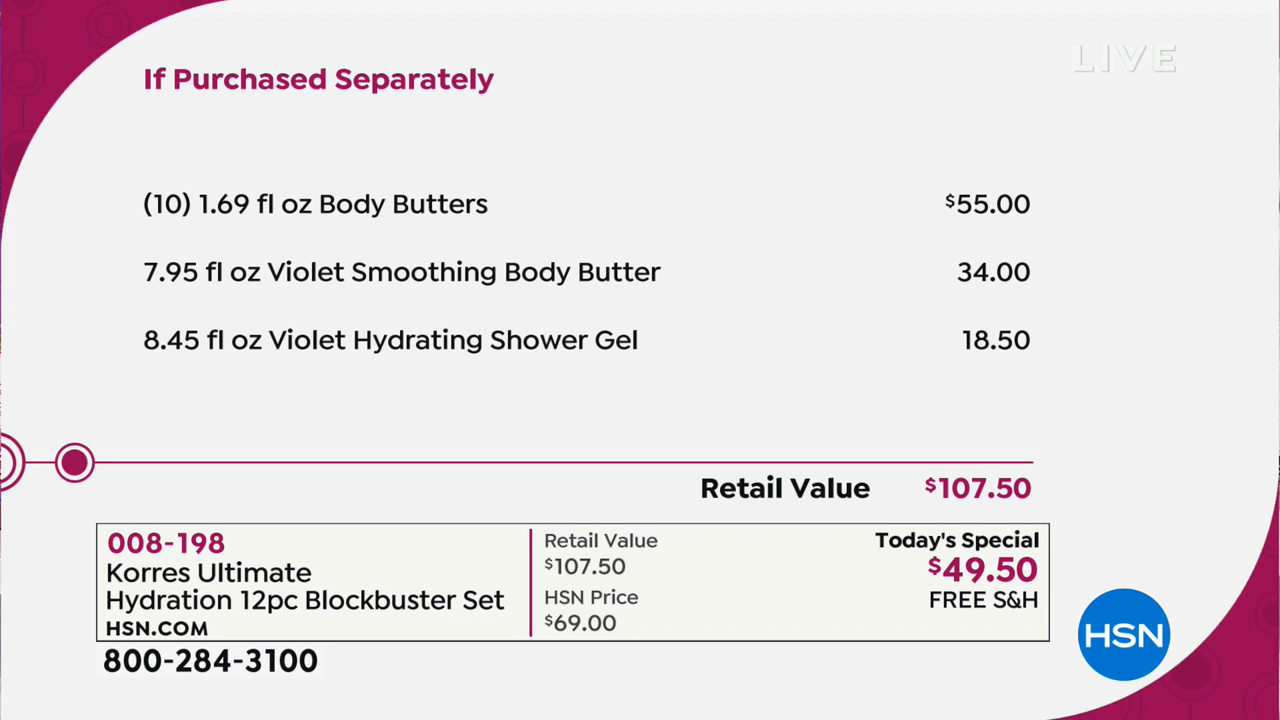 LIVE
If Purchased Separately
(10) 1.69 fl oz Body Butters $55.00
7.95 fl oz Violet Smoothing Body Butter 34.00
8.45 fl oz Violet Hydrating Shower Gel 18.50
Retail Value $107.50
008-198
Korres Ultimate
Hydration 12pc Blockbuster Set
HSN.COM
Retail Value
$107.50
HSN Price
$69.00
Today's Special
$49.50
FREE S&H
800-284-3100
HSN